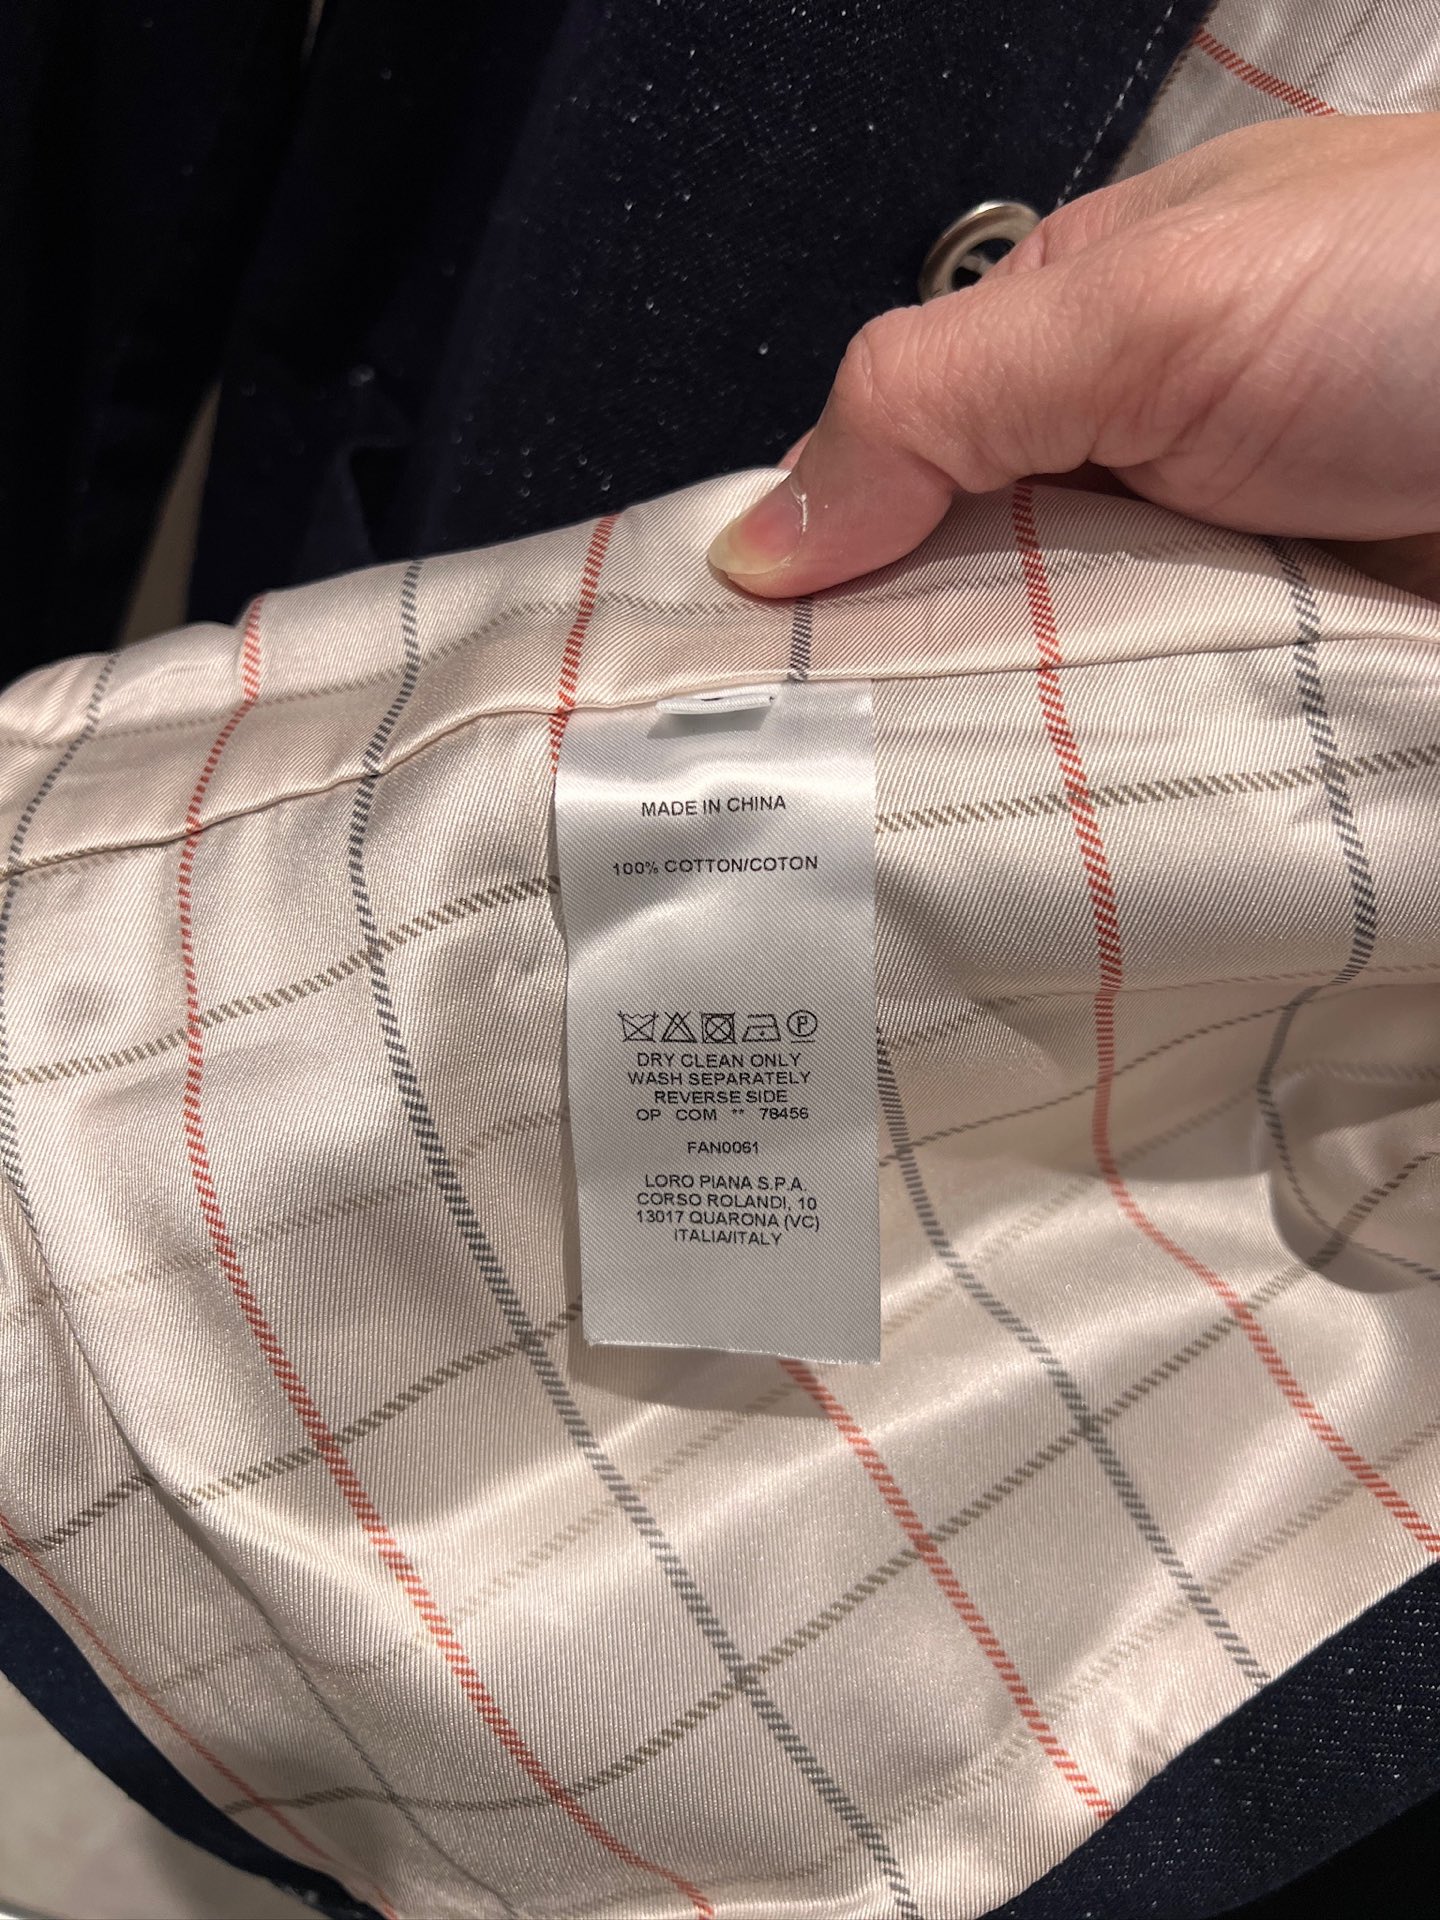 MADE IN CHINA
100% COTTON/COTON
P
DRY CLEAN ONLY
WASH SEPARATELY
REVERSE SIDE
OP COM ** 78456
FAN0061
LORO PIANA S.P.A.
CORSO ROLANDI, 10
13017 QUARONA (VC)
ITALIA/ITALY